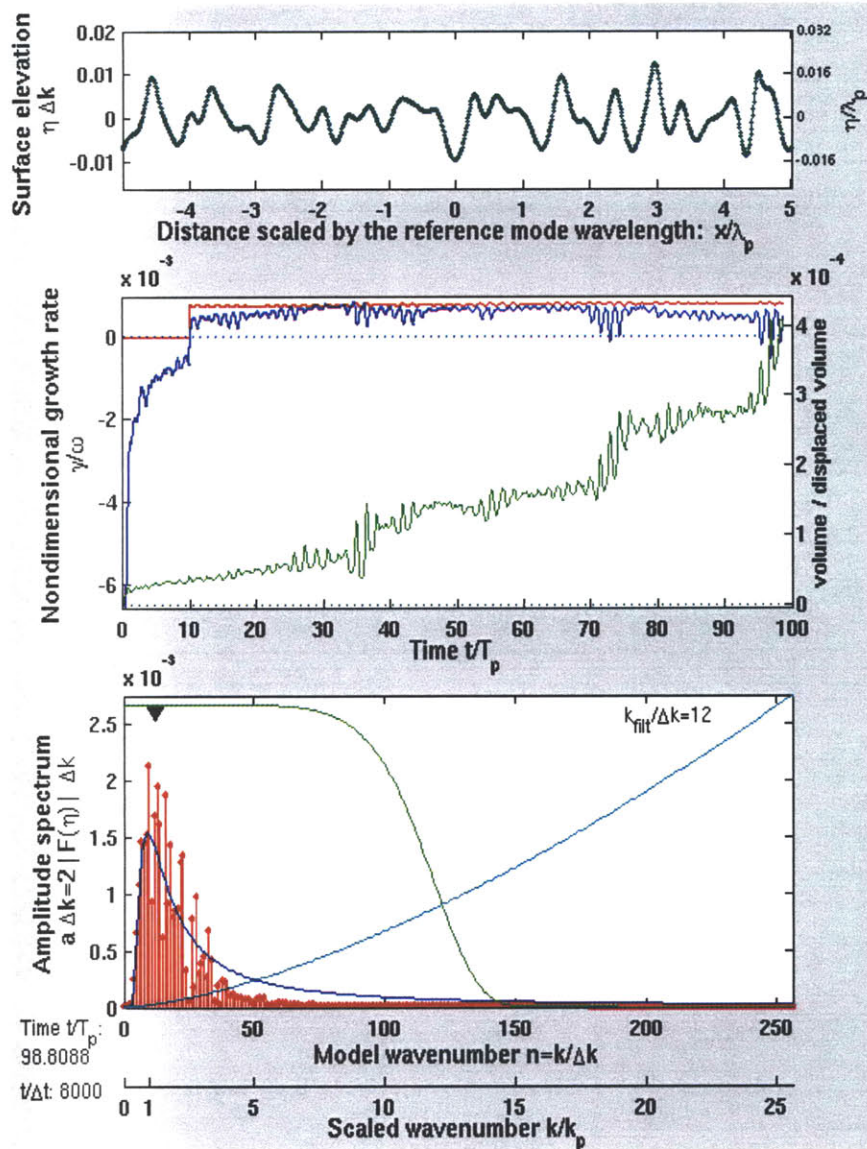 0.02
0.01
0
-0.01
Surface elevation
η Δk
0.032
0.016
0
-0.016
η/λp
-4 -3 -2 -1 0 1 2 3 4 5
Distance scaled by the reference mode wavelength: x/λp
x 10⁻³
x 10⁻⁴
0
-2
-4
-6
Nondimensional growth rate
γ/ω
4
3
2
1
0
volume / displaced volume
0 10 20 30 40 50 60 70 80 90 100
Time t/Tp
x 10⁻³
2.5
2
1.5
1
0.5
0
Amplitude spectrum
a Δk=2 | F(η) | Δk
kfilt/Δk=12
0 50 100 150 200 250
Model wavenumber n=k/Δk
Time t/Tp:
98.8088
t/Δt: 8000
0 1 5 10 15 20 25
Scaled wavenumber k/kp